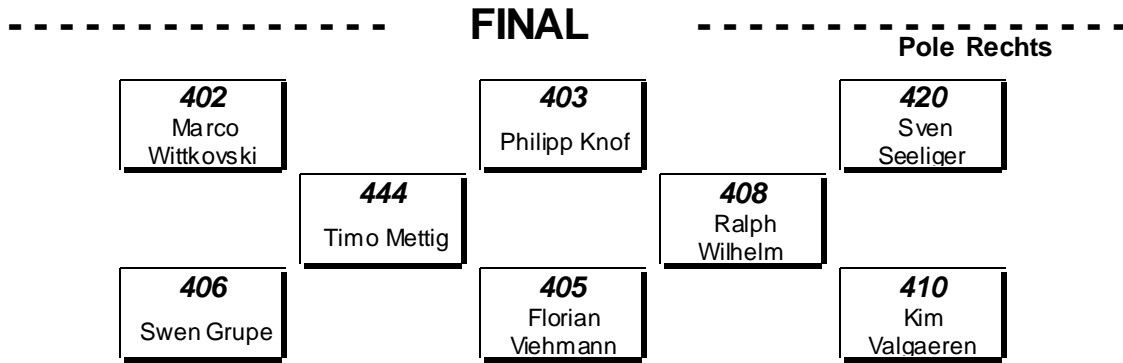 FINAL
Pole Rechts
402
Marco
Wittkovski
403
Philipp Knof
420
Sven
Seeliger
444
Timo Mettig
408
Ralph
Wilhelm
406
Swen Grupe
405
Florian
Viehmann
410
Kim
Valgaeren